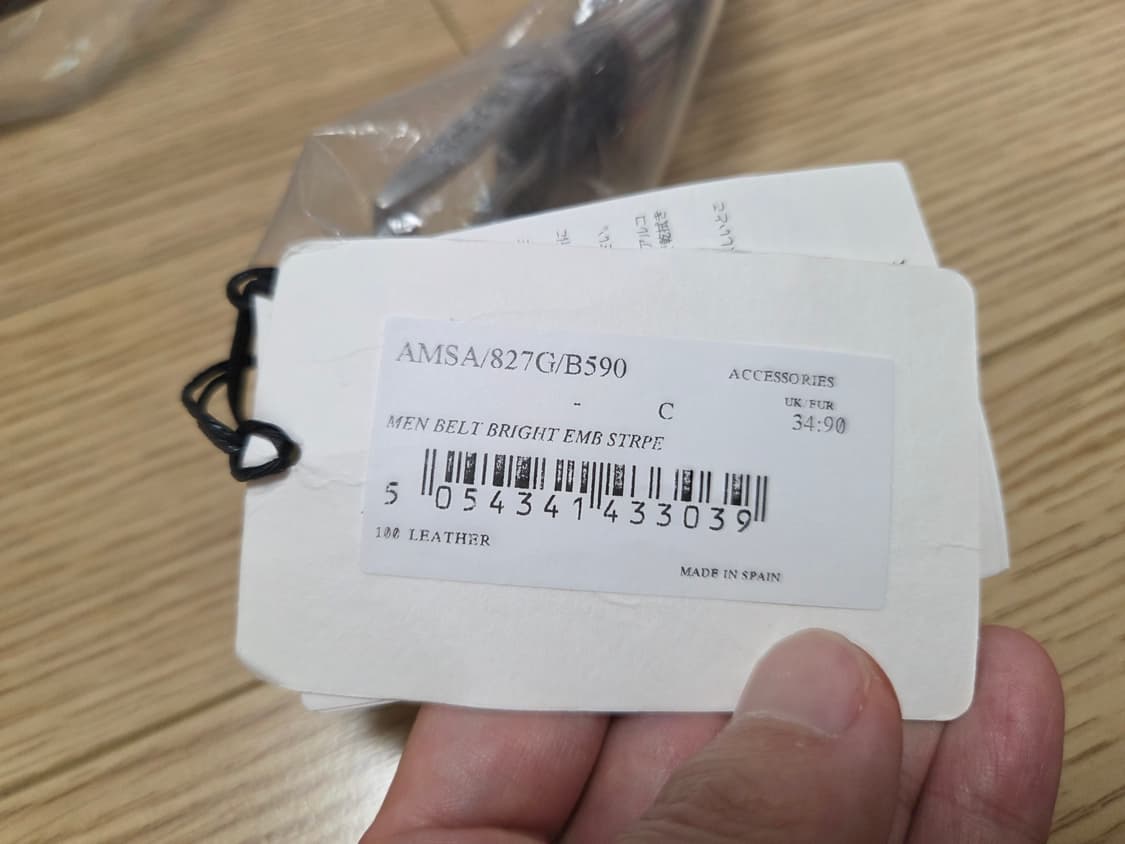 AMSA/827G/B590
ACCESSORIES
- C
UK/EUR
34:90
MEN BELT BRIGHT EMB STRPE
5 054341 433039
100 LEATHER
MADE IN SPAIN